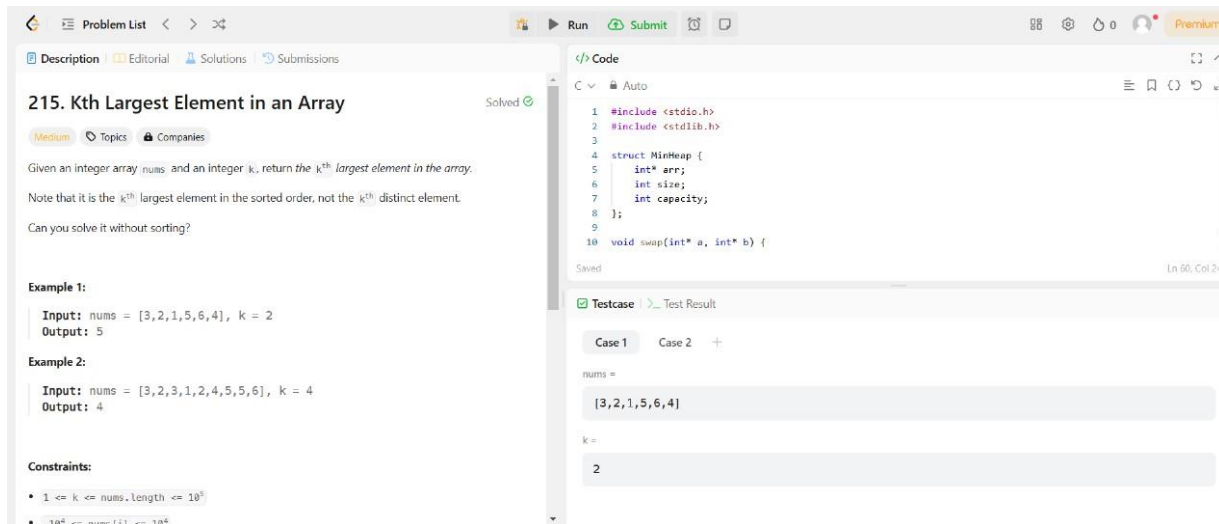 Problem List
Run Submit
0 Premium
Description Editorial Solutions Submissions
215. Kth Largest Element in an Array
Solved
Medium Topics Companies
Given an integer array nums and an integer k, return the kth largest element in the array.
Note that it is the kth largest element in the sorted order, not the kth distinct element.
Can you solve it without sorting?
Example 1:
Input: nums = [3,2,1,5,6,4], k = 2
Output: 5
Example 2:
Input: nums = [3,2,3,1,2,4,5,5,6], k = 4
Output: 4
Constraints:
• 1 <= k <= nums.length <= 10⁵
</> Code
C Auto
1 #include <stdio.h>
2 #include <stdlib.h>
3
4 struct MinHeap {
5 int* arr;
6 int size;
7 int capacity;
8 };
9
10 void swap(int* a, int* b) {
Saved
Ln 60, Col
Testcase >_ Test Result
Case 1 Case 2 +
nums =
[3,2,1,5,6,4]
k =
2